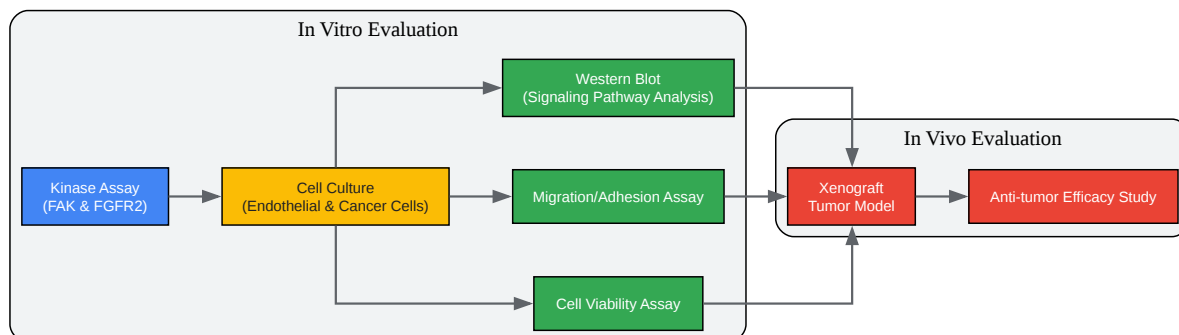 In Vitro Evaluation
Western Blot
(Signaling Pathway Analysis)
In Vivo Evaluation
Kinase Assay
(FAK & FGFR2)
Cell Culture
(Endothelial & Cancer Cells)
Migration/Adhesion Assay
Xenograft
Tumor Model
Anti-tumor Efficacy Study
Cell Viability Assay